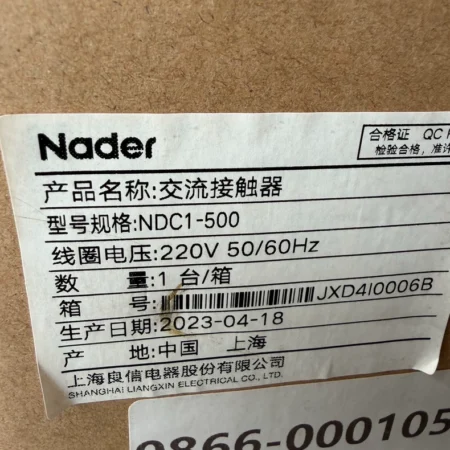 Nader
合格证 QC
检验合格，准许
产品名称:交流接触器
型号规格:NDC1-500
线圈电压:220V 50/60Hz
数 量:1 台/箱
箱 号: JXD4I0006B
生产日期:2023-04-18
产 地:中国 上海
上海良信电器股份有限公司
SHANGHAI LIANGXIN ELECTRICAL CO., LTD.
0866-000105